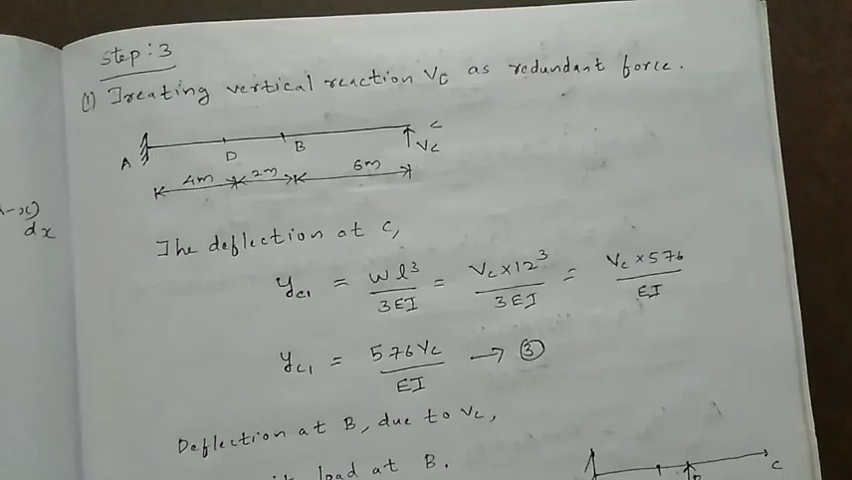 Step : 3
(1) Treating vertical reaction Vc as redundant force.
A D B C Vc
4m 2m 6m
-x)
dx
The deflection at C,
yc1 = Wl³/3EI = Vc×12³/3EI = Vc×576/EI
yc1 = 576Vc/EI → ③
Deflection at B, due to Vc,
load at B.
C